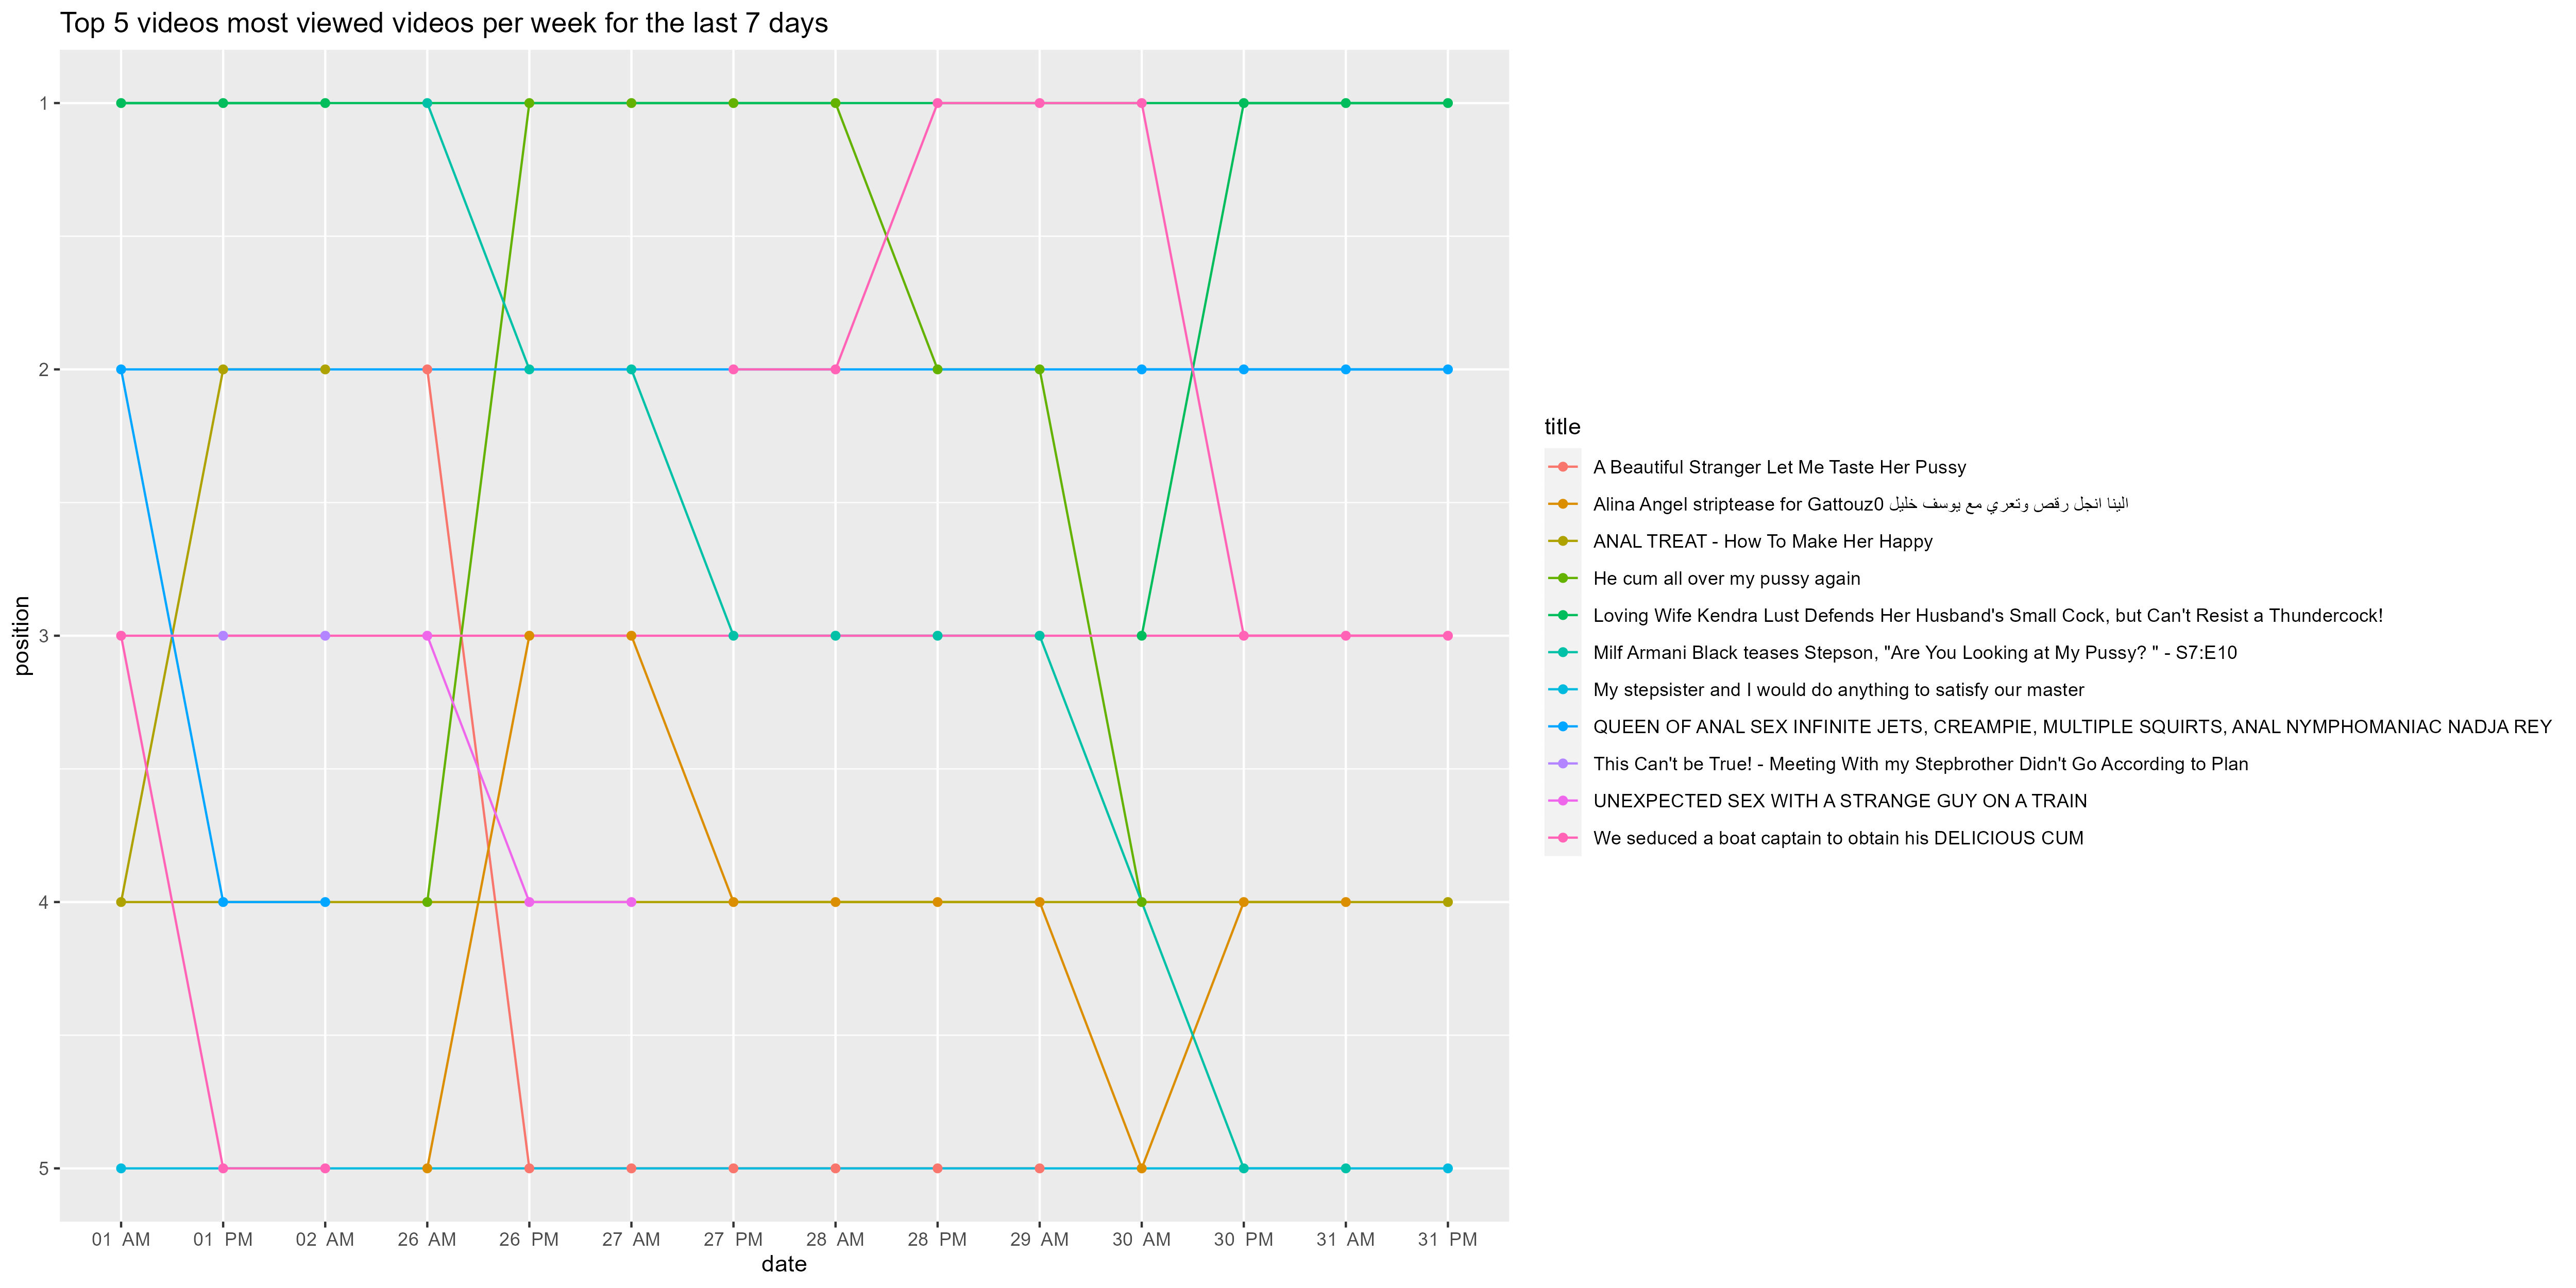 Top 5 videos most viewed videos per week for the last 7 days
position
1
2
3
4
5
01 AM 01 PM 02 AM 26 AM 26 PM 27 AM 27 PM 28 AM 28 PM 29 AM 30 AM 30 PM 31 AM 31 PM
date
title
A Beautiful Stranger Let Me Taste Her Pussy
Alina Angel striptease for Gattouz0 الينا انجل رقص وتعري مع يوسف خليل
ANAL TREAT - How To Make Her Happy
He cum all over my pussy again
Loving Wife Kendra Lust Defends Her Husband's Small Cock, but Can't Resist a Thundercock!
Milf Armani Black teases Stepson, "Are You Looking at My Pussy? " - S7:E10
My stepsister and I would do anything to satisfy our master
QUEEN OF ANAL SEX INFINITE JETS, CREAMPIE, MULTIPLE SQUIRTS, ANAL NYMPHOMANIAC NADJA REY
This Can't be True! - Meeting With my Stepbrother Didn't Go According to Plan
UNEXPECTED SEX WITH A STRANGE GUY ON A TRAIN
We seduced a boat captain to obtain his DELICIOUS CUM